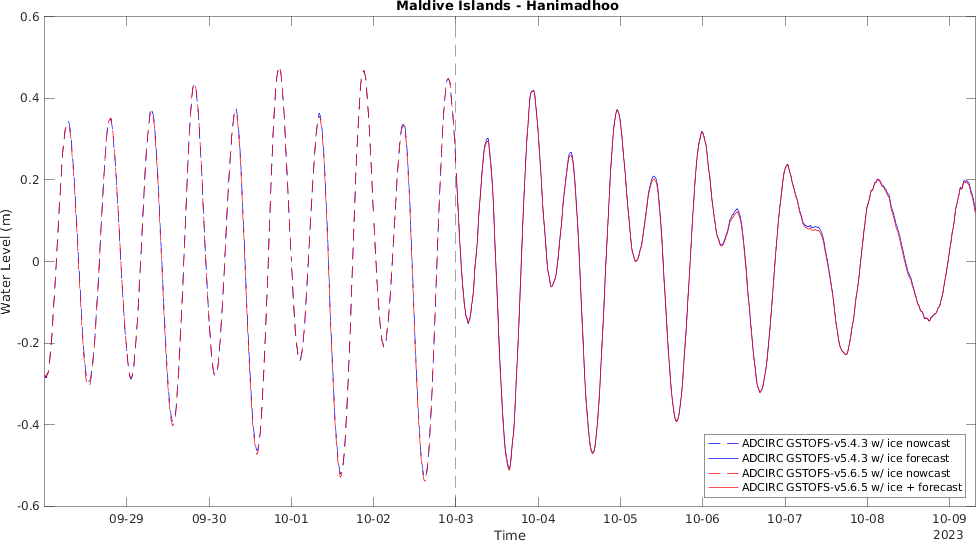 Maldive Islands - Hanimadhoo
0.6
0.4
0.2
0
-0.2
-0.4
-0.6
Water Level (m)
ADCIRC GSTOFS-v5.4.3 w/ ice nowcast
ADCIRC GSTOFS-v5.4.3 w/ ice forecast
ADCIRC GSTOFS-v5.6.5 w/ ice nowcast
ADCIRC GSTOFS-v5.6.5 w/ ice + forecast
09-29 09-30 10-01 10-02 10-03 10-04 10-05 10-06 10-07 10-08 10-09
2023
Time